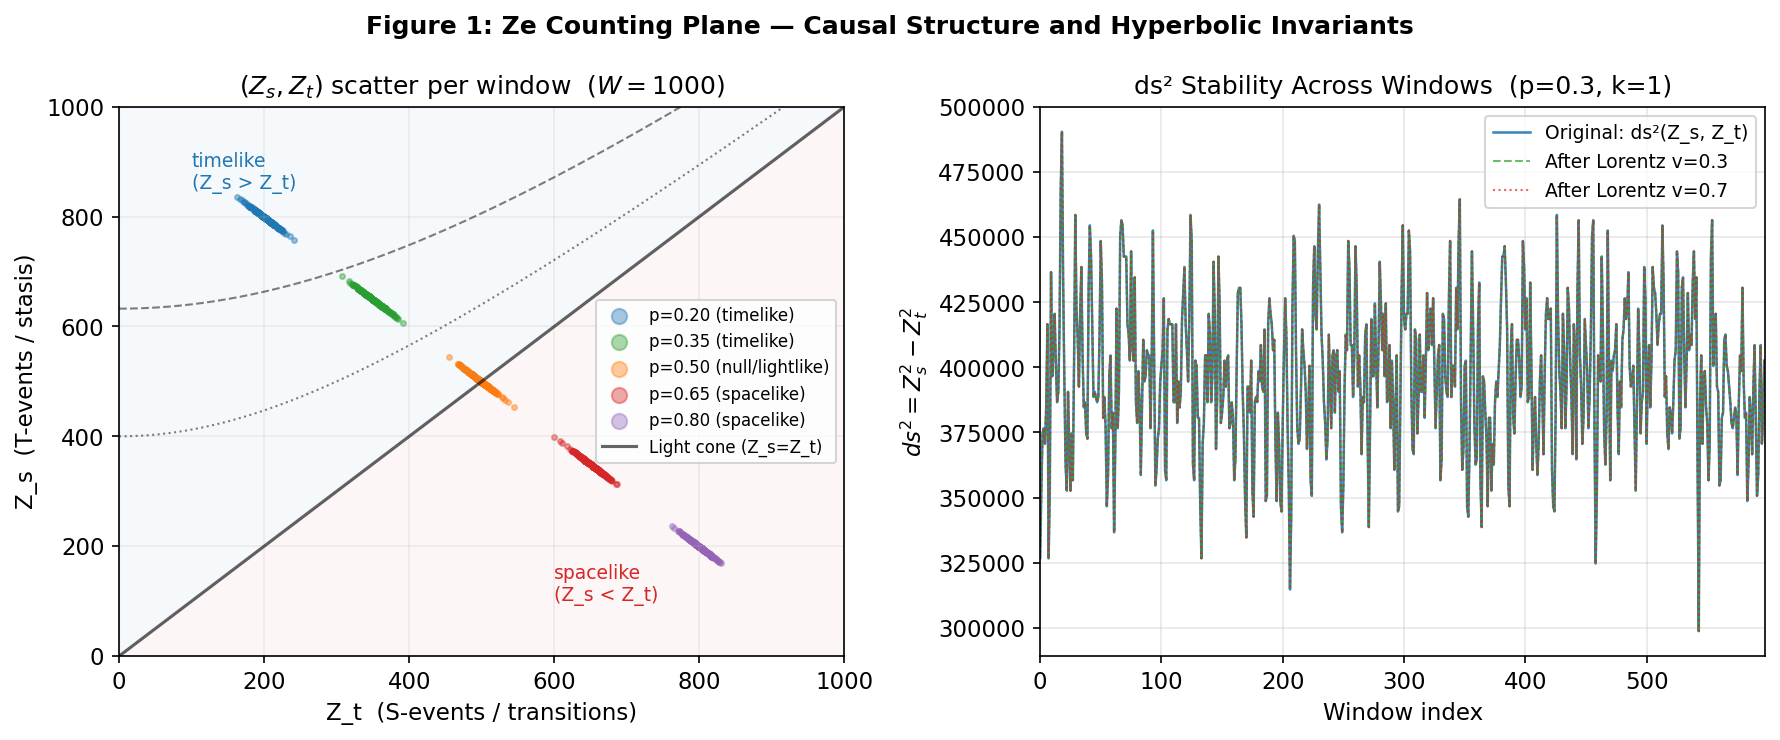 Figure 1: Ze Counting Plane — Causal Structure and Hyperbolic Invariants
(Z_s, Z_t) scatter per window (W = 1000)
1000
800
600
400
200
0
Z_s (T-events / stasis)
timelike
(Z_s > Z_t)
p=0.20 (timelike)
p=0.35 (timelike)
p=0.50 (null/lightlike)
p=0.65 (spacelike)
p=0.80 (spacelike)
Light cone (Z_s=Z_t)
spacelike
(Z_s < Z_t)
0 200 400 600 800 1000
Z_t (S-events / transitions)
ds² Stability Across Windows (p=0.3, k=1)
500000
475000
450000
425000
400000
375000
350000
325000
300000
ds² = Z_s² − Z_t²
Original: ds²(Z_s, Z_t)
After Lorentz v=0.3
After Lorentz v=0.7
0 100 200 300 400 500
Window index